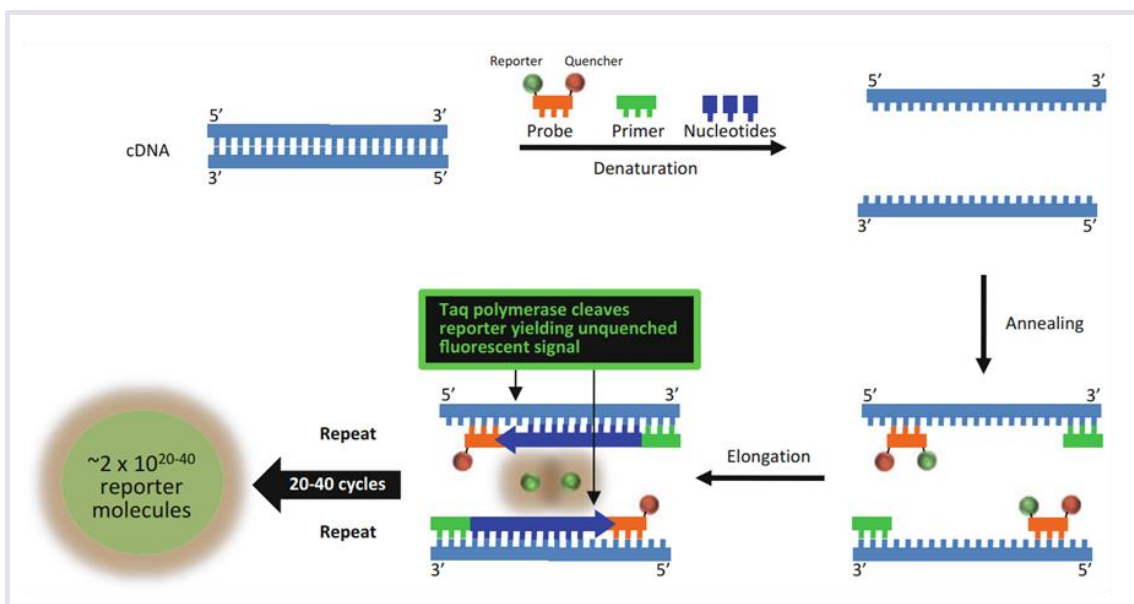 Reporter Quencher
5′ 3′
cDNA
3′ 5′
Probe Primer Nucleotides
Denaturation
5′ 3′
3′ 5′
Annealing
Taq polymerase cleaves
reporter yielding unquenched
fluorescent signal
5′ 3′
5′ 3′
Elongation
3′ 5′
3′ 5′
Repeat
20-40 cycles
Repeat
~2 x 10²⁰⁻⁴⁰
reporter
molecules